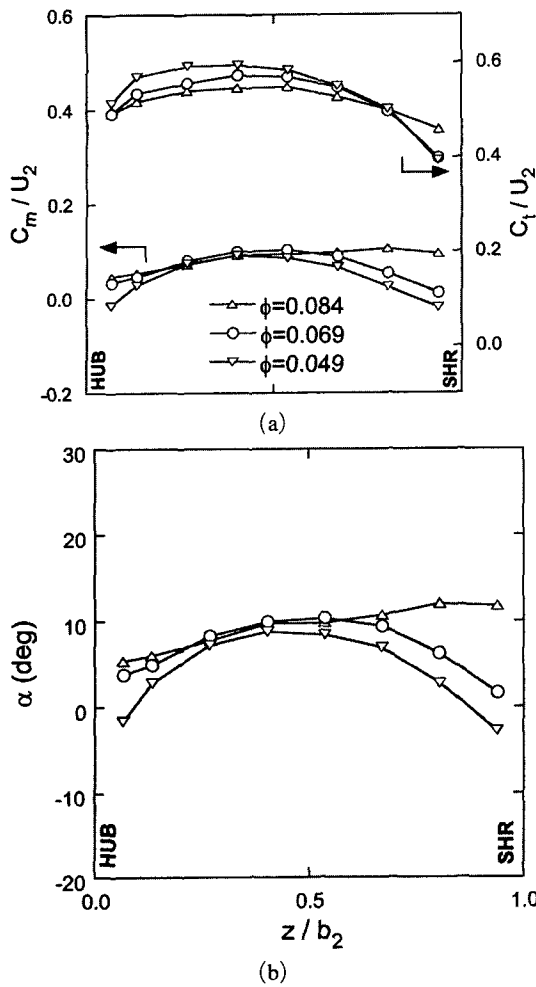 0.6
0.4
0.2
0.0
-0.2
C_m / U_2
0.6
0.4
0.2
0.0
C_t / U_2
ϕ=0.084
ϕ=0.069
ϕ=0.049
HUB
SHR
(a)
30
20
10
0
-10
-20
α (deg)
HUB
SHR
0.0
0.5
1.0
z / b_2
(b)